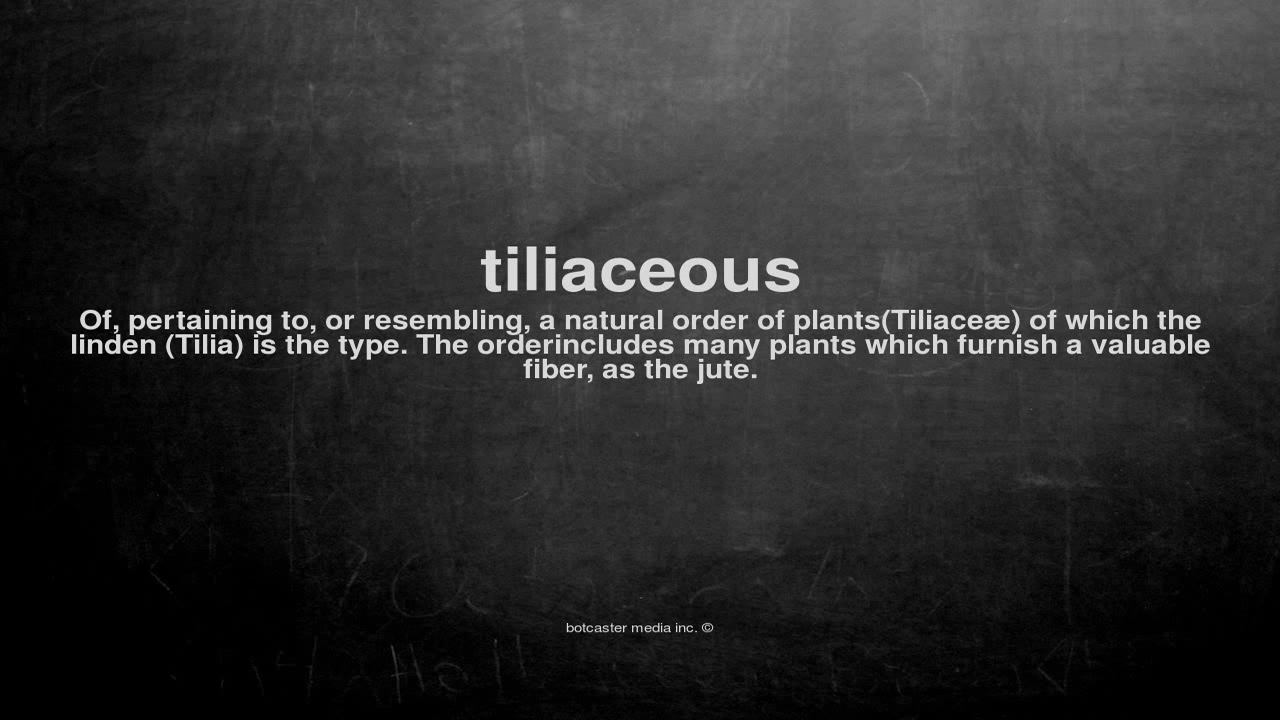 tiliaceous
Of, pertaining to, or resembling, a natural order of plants(Tiliaceæ) of which the
linden (Tilia) is the type. The orderincludes many plants which furnish a valuable
fiber, as the jute.
botcaster media inc. ©